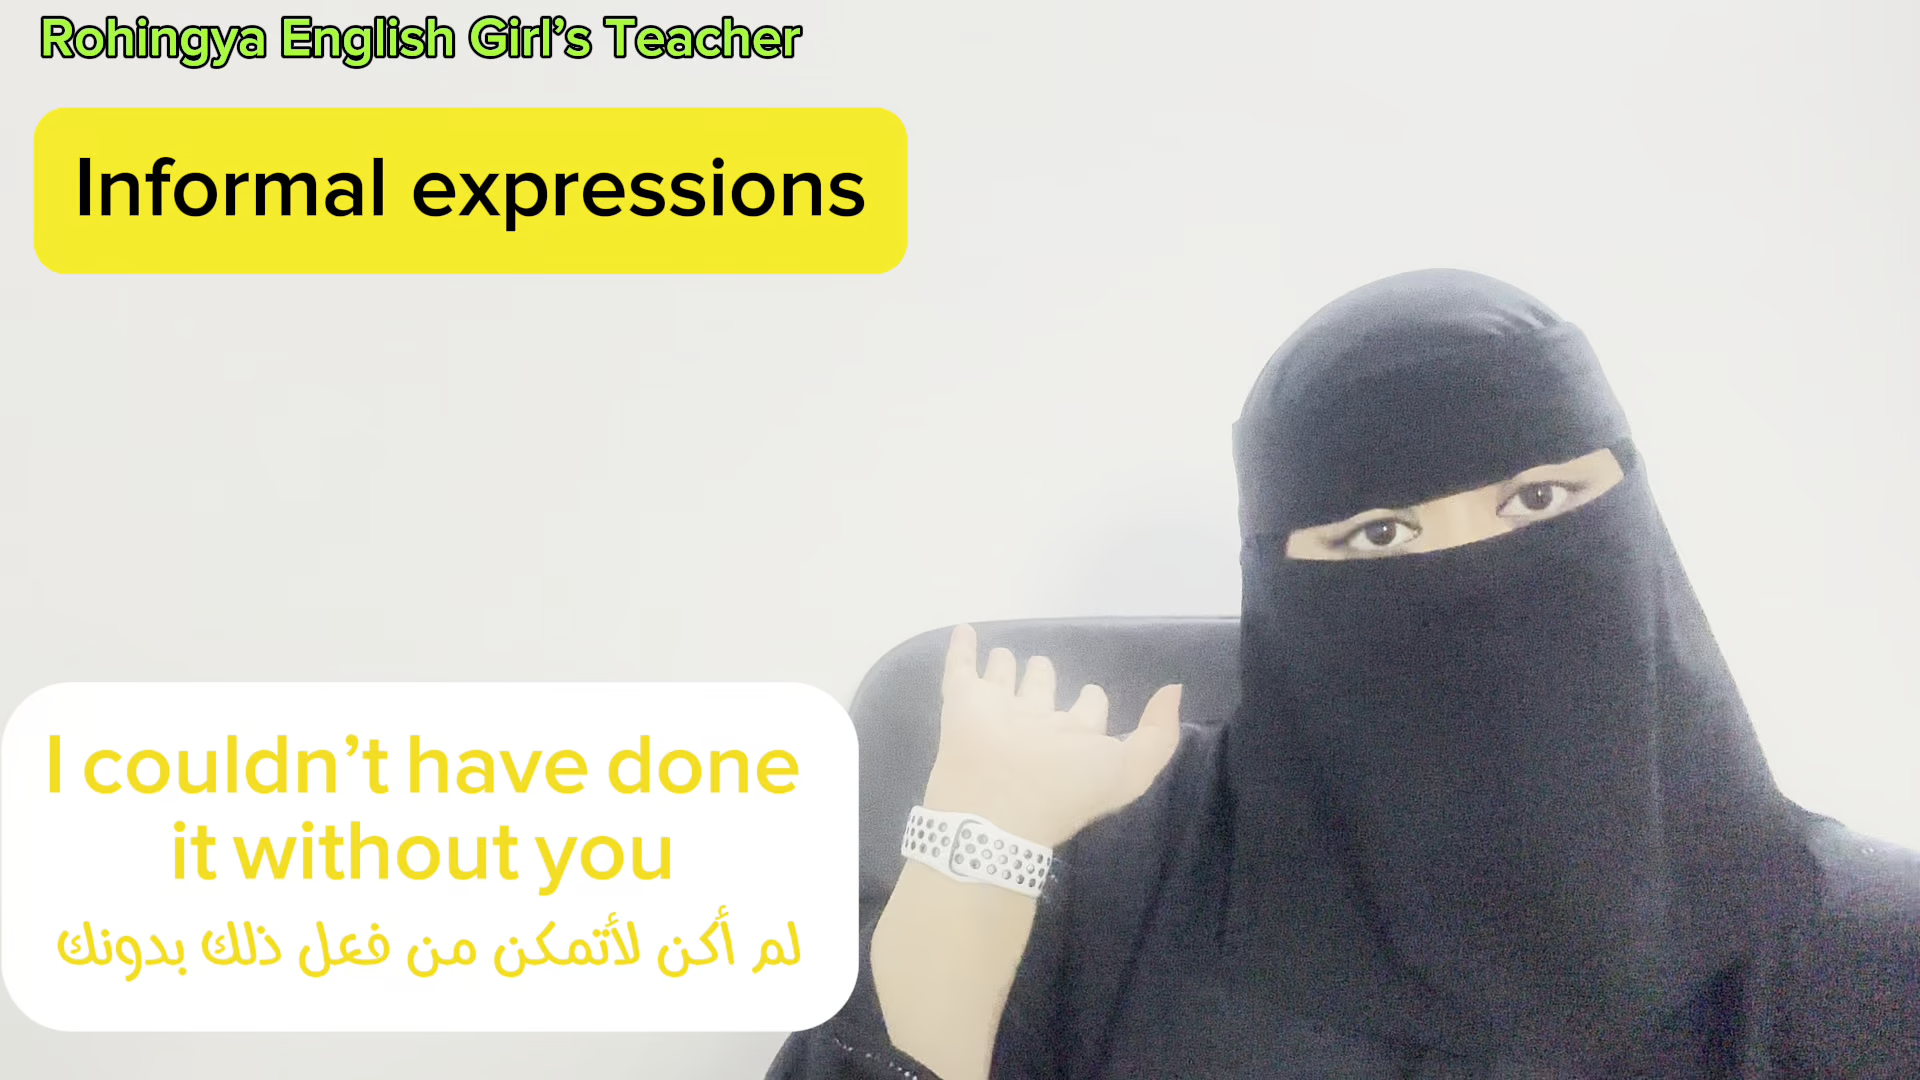 Rohingya English Girl’s Teacher
Informal expressions
I couldn’t have done
it without you
لم أكن لأتمكن من فعل ذلك بدونك